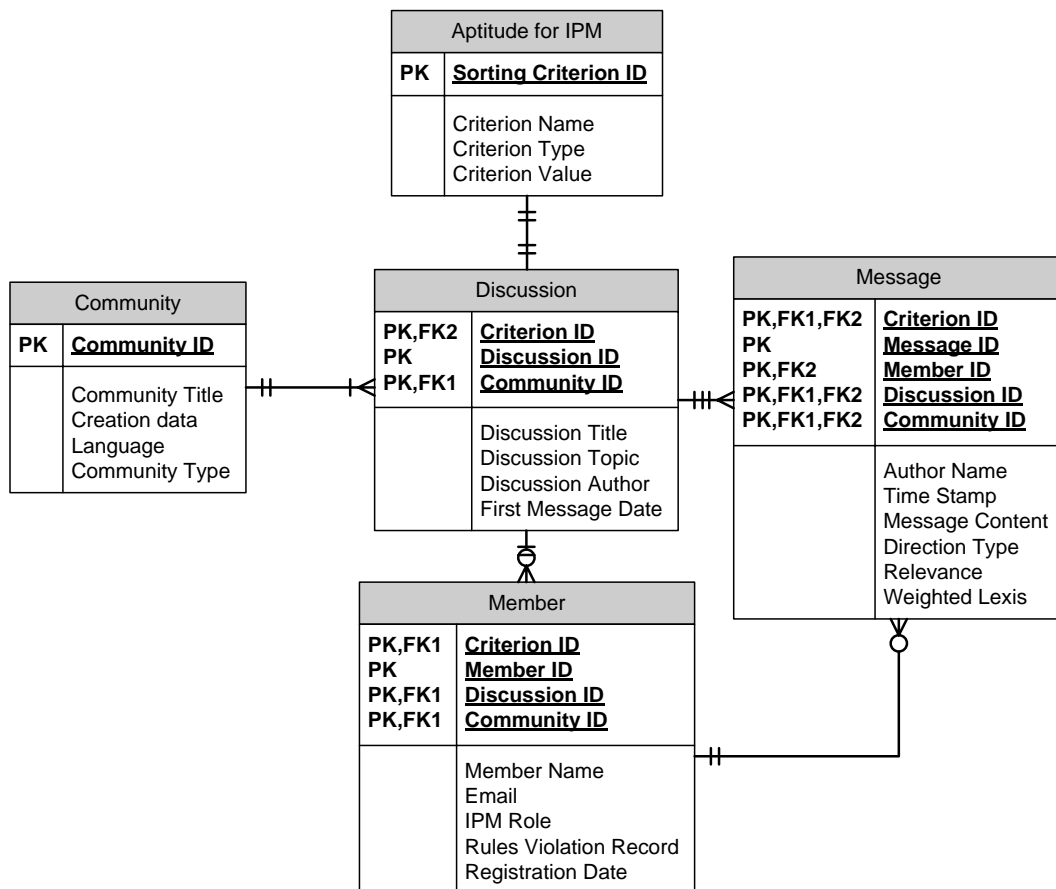 Aptitude for IPM
PK Sorting Criterion ID
Criterion Name
Criterion Type
Criterion Value
Community
PK Community ID
Community Title
Creation data
Language
Community Type
Discussion
PK,FK2 Criterion ID
PK Discussion ID
PK,FK1 Community ID
Discussion Title
Discussion Topic
Discussion Author
First Message Date
Message
PK,FK1,FK2 Criterion ID
PK Message ID
PK,FK2 Member ID
PK,FK1,FK2 Discussion ID
PK,FK1,FK2 Community ID
Author Name
Time Stamp
Message Content
Direction Type
Relevance
Weighted Lexis
Member
PK,FK1 Criterion ID
PK Member ID
PK,FK1 Discussion ID
PK,FK1 Community ID
Member Name
Email
IPM Role
Rules Violation Record
Registration Date